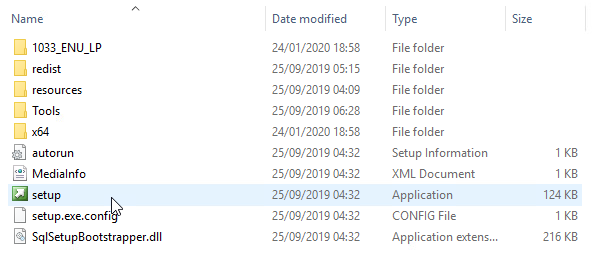 Name Date modified Type Size
1033_ENU_LP 24/01/2020 18:58 File folder
redist 25/09/2019 05:15 File folder
resources 25/09/2019 04:09 File folder
Tools 25/09/2019 06:28 File folder
x64 24/01/2020 18:58 File folder
autorun 25/09/2019 04:32 Setup Information 1 KB
MediaInfo 25/09/2019 04:32 XML Document 1 KB
setup 25/09/2019 04:32 Application 124 KB
setup.exe.config 25/09/2019 04:32 CONFIG File 1 KB
SqlSetupBootstrapper.dll 25/09/2019 04:32 Application extens... 216 KB